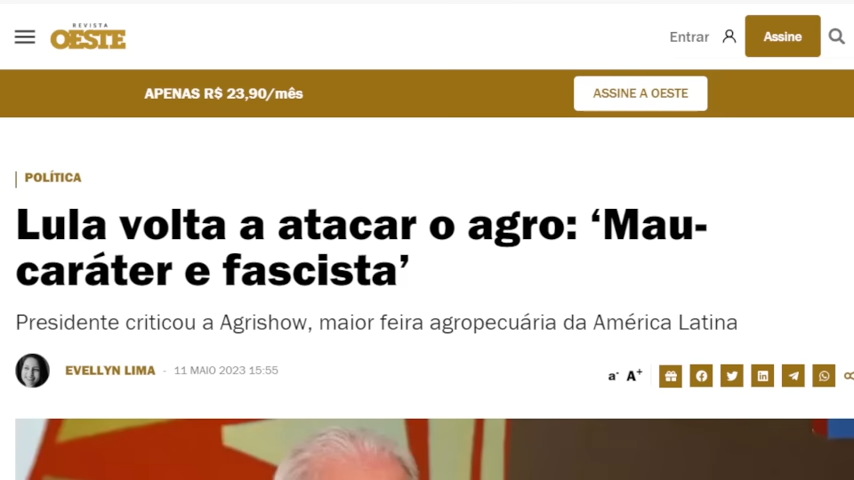 REVISTA
OESTE
Entrar
Assine
APENAS R$ 23,90/mês
ASSINE A OESTE
POLÍTICA
Lula volta a atacar o agro: ‘Mau-
caráter e fascista’
Presidente criticou a Agrishow, maior feira agropecuária da América Latina
EVELLYN LIMA - 11 MAIO 2023 15:55
a- A+